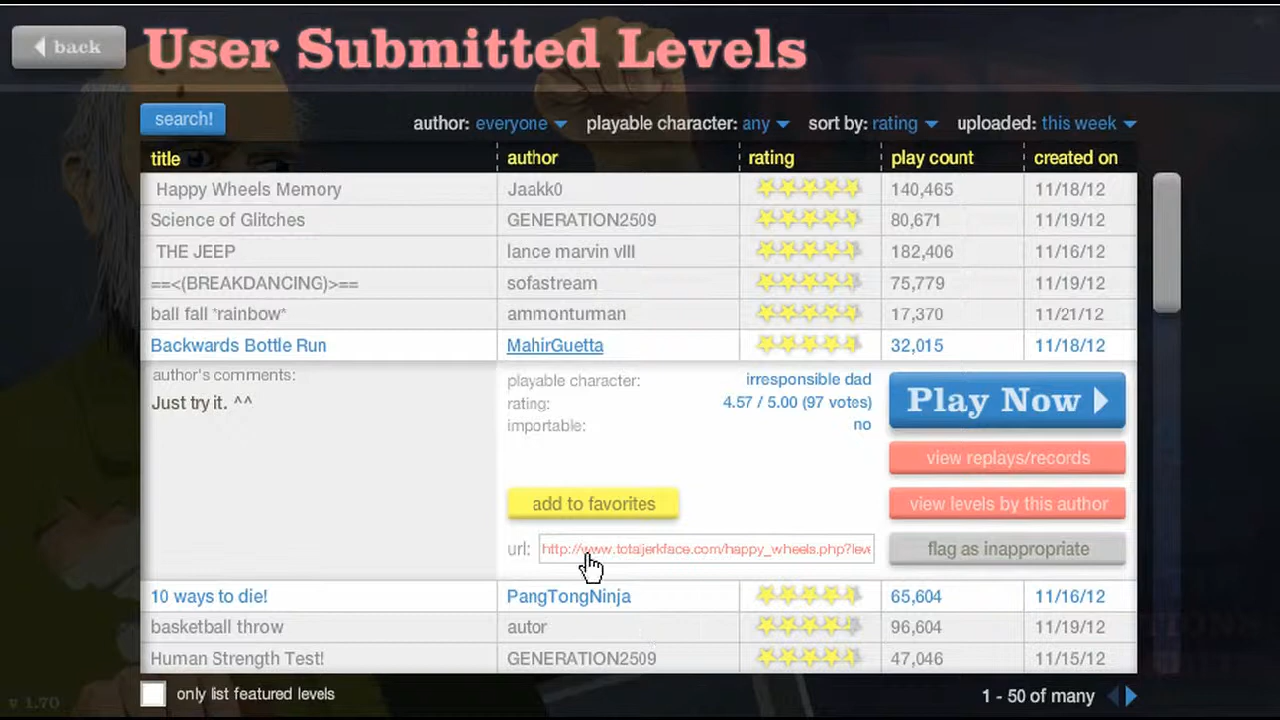 back
User Submitted Levels
search!
author: everyone playable character: any sort by: rating uploaded: this week
title author rating play count created on
Happy Wheels Memory Jaakk0 140,465 11/18/12
Science of Glitches GENERATION2509 80,671 11/19/12
THE JEEP lance marvin vIII 182,406 11/16/12
==<(BREAKDANCING)>== sofastream 75,779 11/19/12
ball fall *rainbow* ammonturman 17,370 11/21/12
Backwards Bottle Run MahirGuetta 32,015 11/18/12
author's comments:
Just try it. ^^
playable character: irresponsible dad
rating: 4.57 / 5.00 (97 votes)
importable: no
Play Now
view replays/records
add to favorites
view levels by this author
url: http://www.totaljerkface.com/happy_wheels.php?leve
flag as inappropriate
10 ways to die! PangTongNinja 65,604 11/16/12
basketball throw autor 96,604 11/19/12
Human Strength Test! GENERATION2509 47,046 11/15/12
only list featured levels
1 - 50 of many
v 1.70